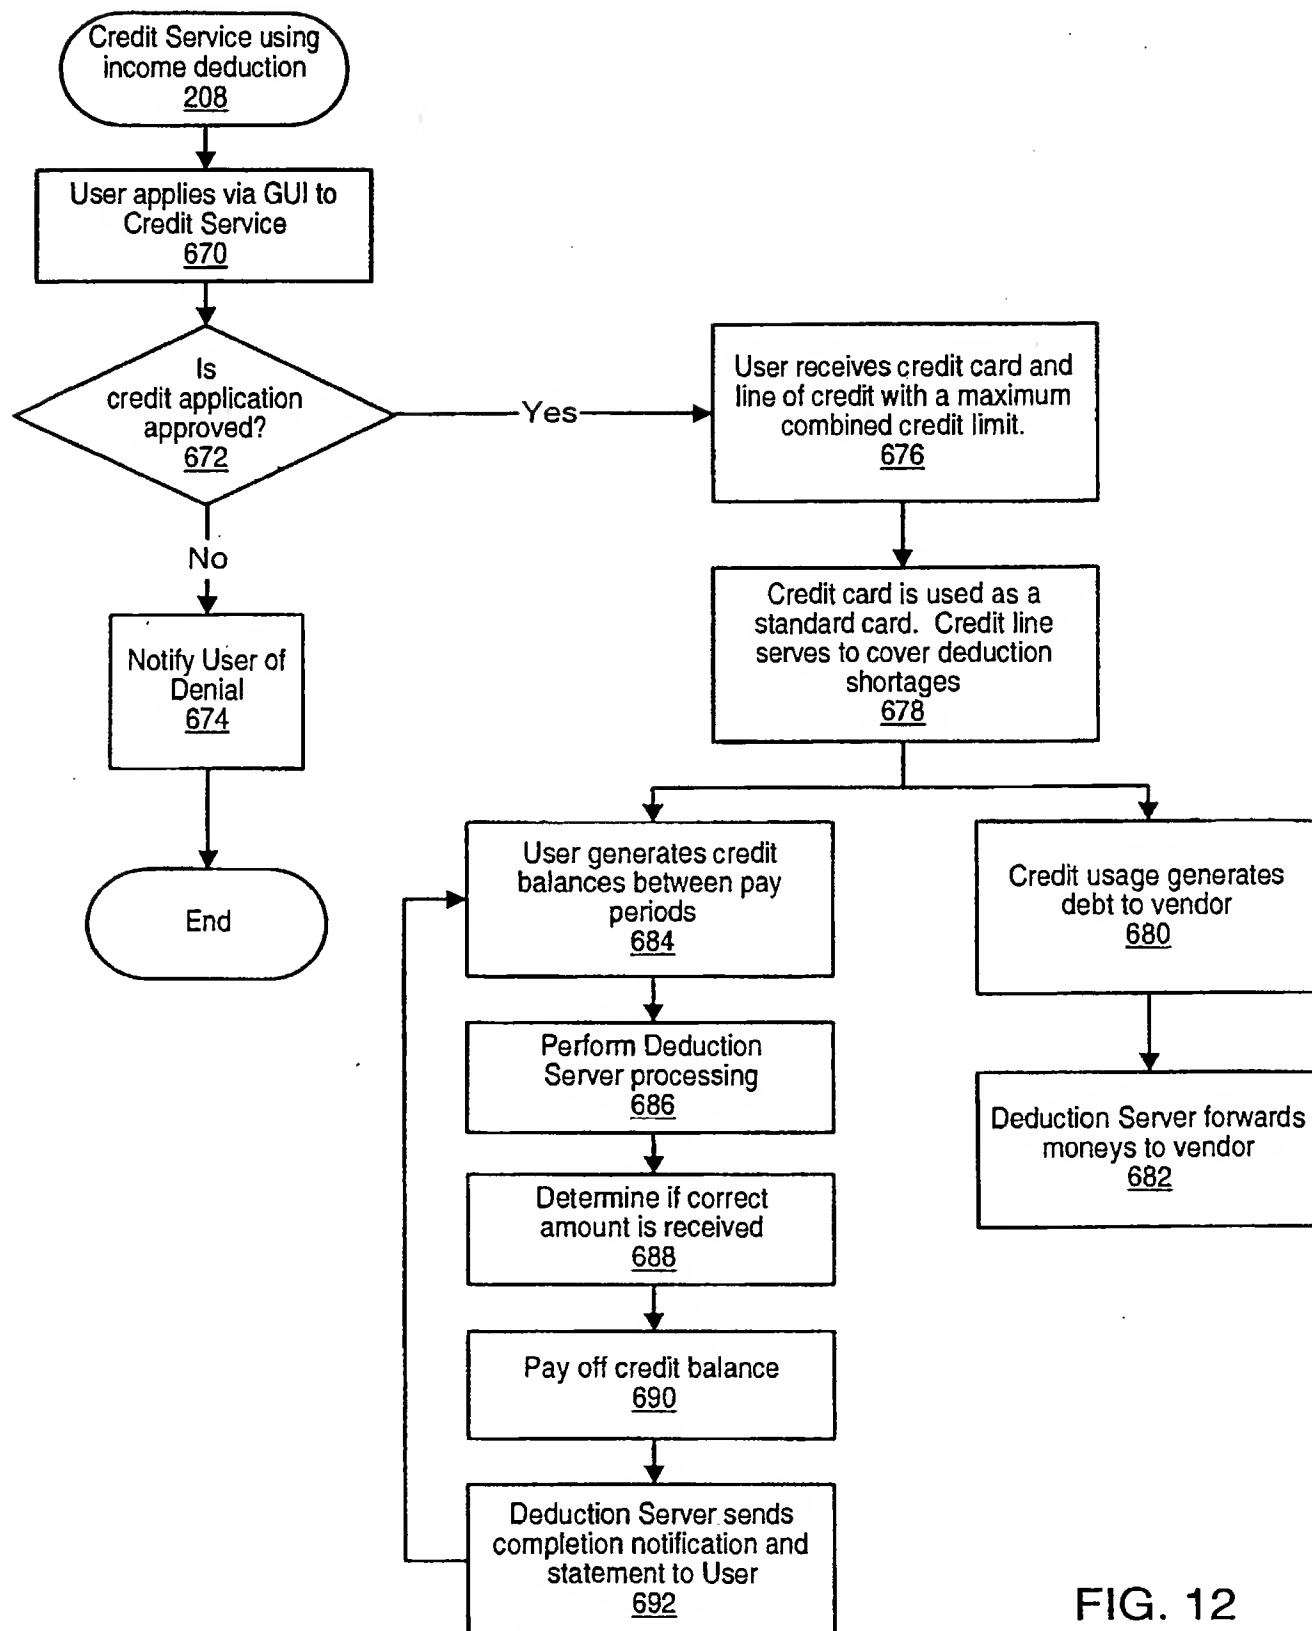 Credit Service using
income deduction
208
User applies via GUI to
Credit Service
670
Is
credit application
approved?
672
Yes
User receives credit card and
line of credit with a maximum
combined credit limit.
676
No
Credit card is used as a
standard card. Credit line
serves to cover deduction
shortages
678
Notify User of
Denial
674
End
User generates credit
balances between pay
periods
684
Credit usage generates
debt to vendor
680
Perform Deduction
Server processing
686
Deduction Server forwards
moneys to vendor
682
Determine if correct
amount is received
688
Pay off credit balance
690
Deduction Server sends
completion notification and
statement to User
692
FIG. 12